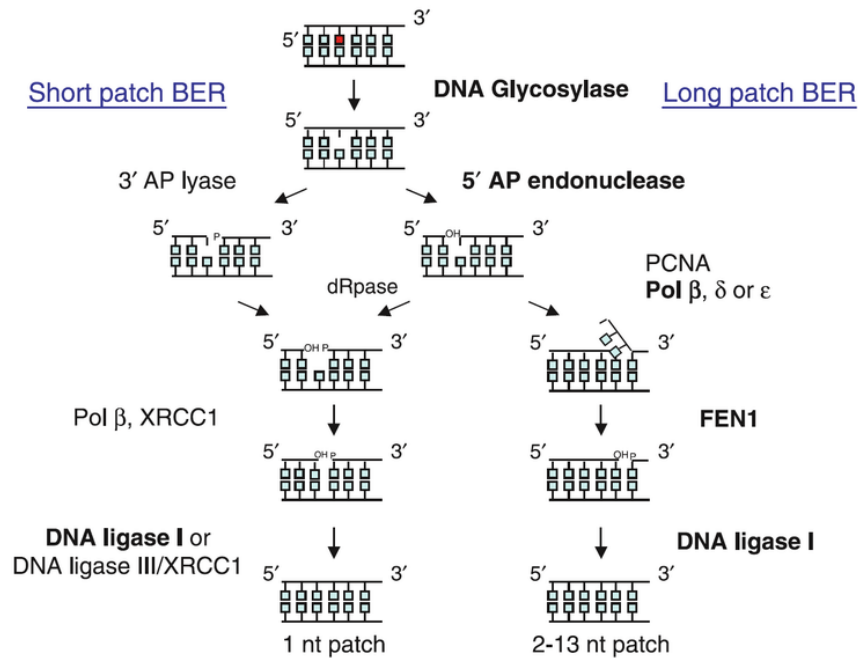 3′
5′
Short patch BER
DNA Glycosylase
Long patch BER
5′ 3′
3′ AP lyase
5′ AP endonuclease
5′ P 3′
5′ OH 3′
PCNA
Pol β, δ or ε
dRpase
5′ OH P 3′
5′ 3′
Pol β, XRCC1
FEN1
5′ OH P 3′
5′ OH P 3′
DNA ligase I or
DNA ligase III/XRCC1
DNA ligase I
5′ 3′
5′ 3′
1 nt patch
2-13 nt patch